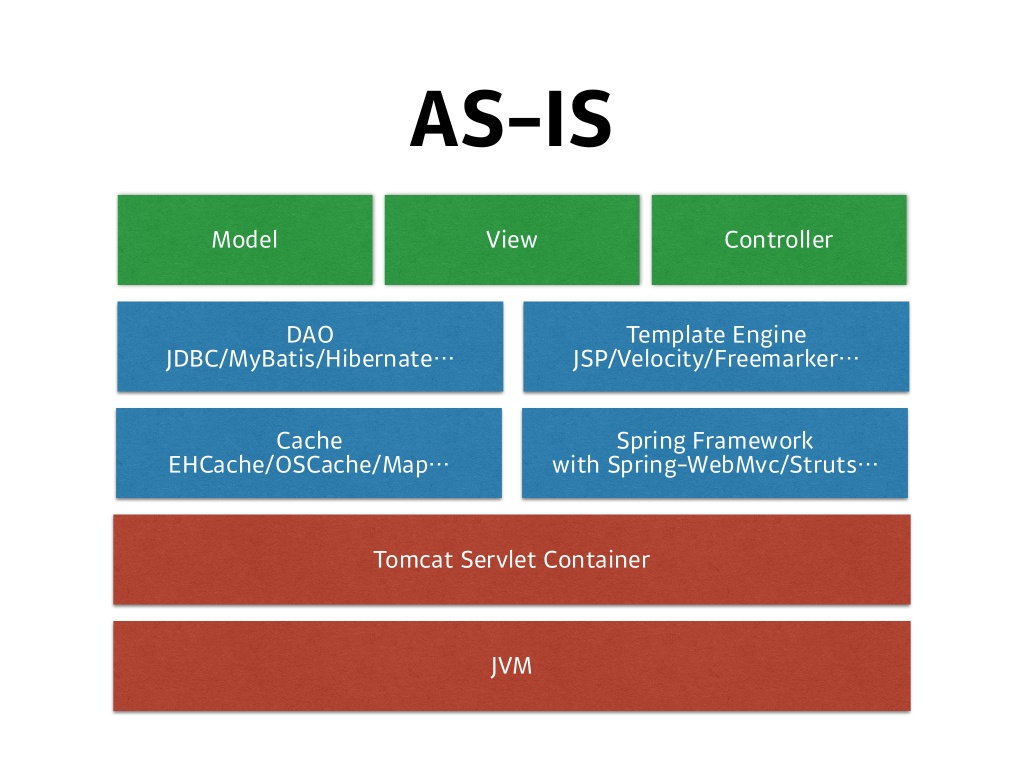 AS-IS
Model
View
Controller
DAO
JDBC/MyBatis/Hibernate…
Template Engine
JSP/Velocity/Freemarker…
Cache
EHCache/OSCache/Map…
Spring Framework
with Spring-WebMvc/Struts…
Tomcat Servlet Container
JVM